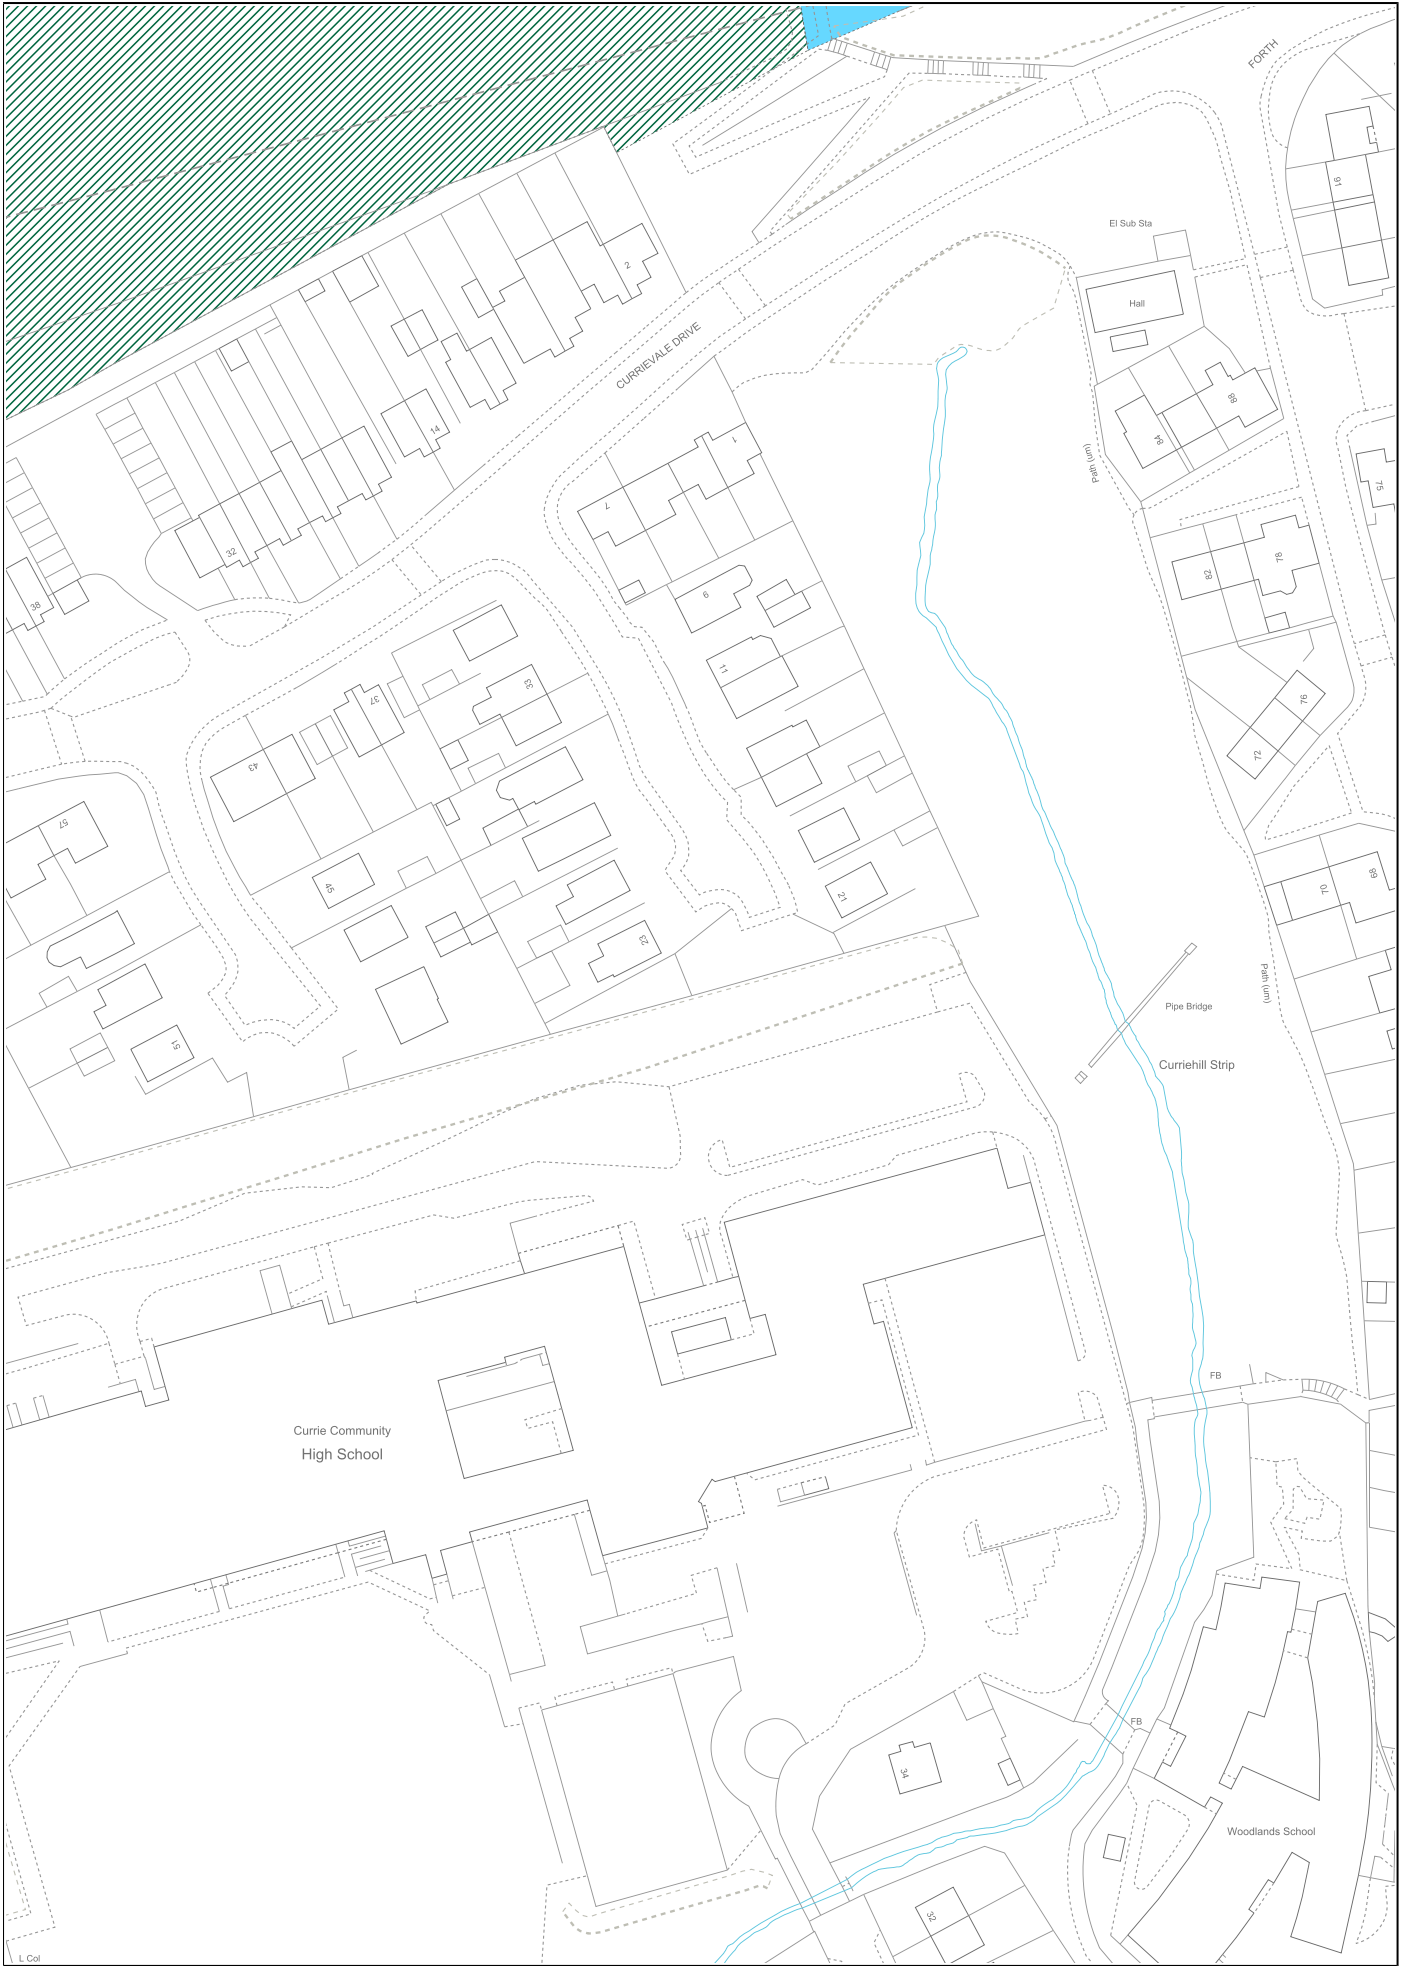 FORTH
91
El Sub Sta
Hall
2
CURRIEVALE DRIVE
14
88
84
Path (um)
1
7
75
32
38
78
82
9
11
33
37
43
76
72
57
45
21
23
51
68
70
Path (um)
Pipe Bridge
Curriehill Strip
FB
Currie Community
High School
FB
34
Woodlands School
32
L Col